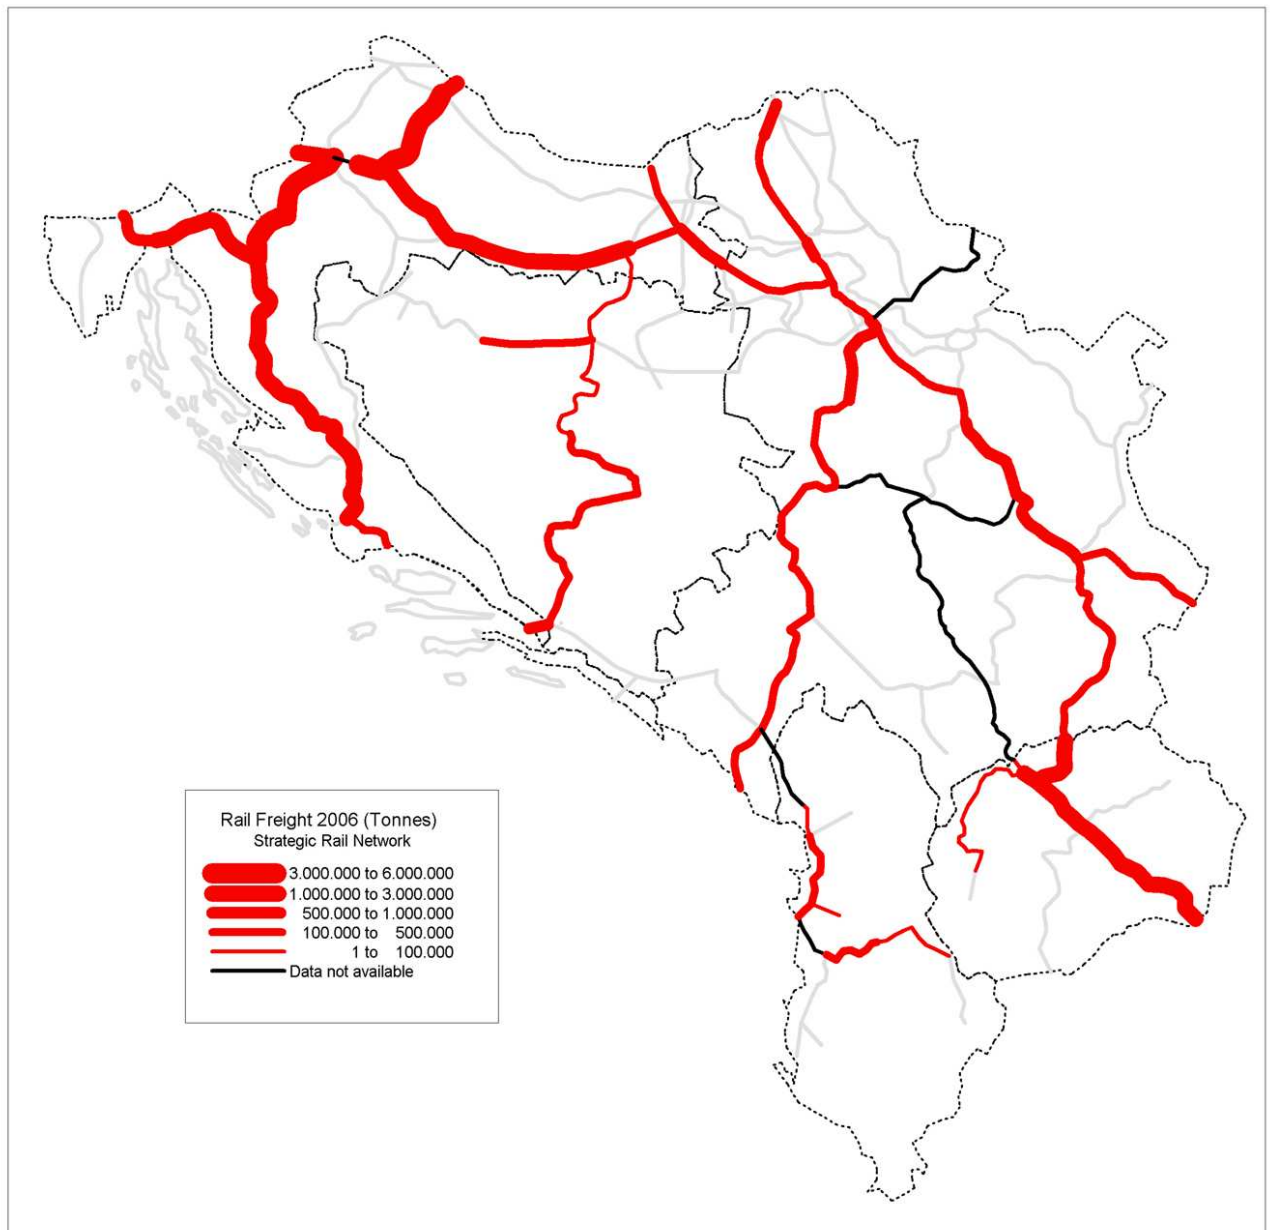 Rail Freight 2006 (Tonnes)
Strategic Rail Network
3.000.000 to 6.000.000
1.000.000 to 3.000.000
500.000 to 1.000.000
100.000 to 500.000
1 to 100.000
Data not available